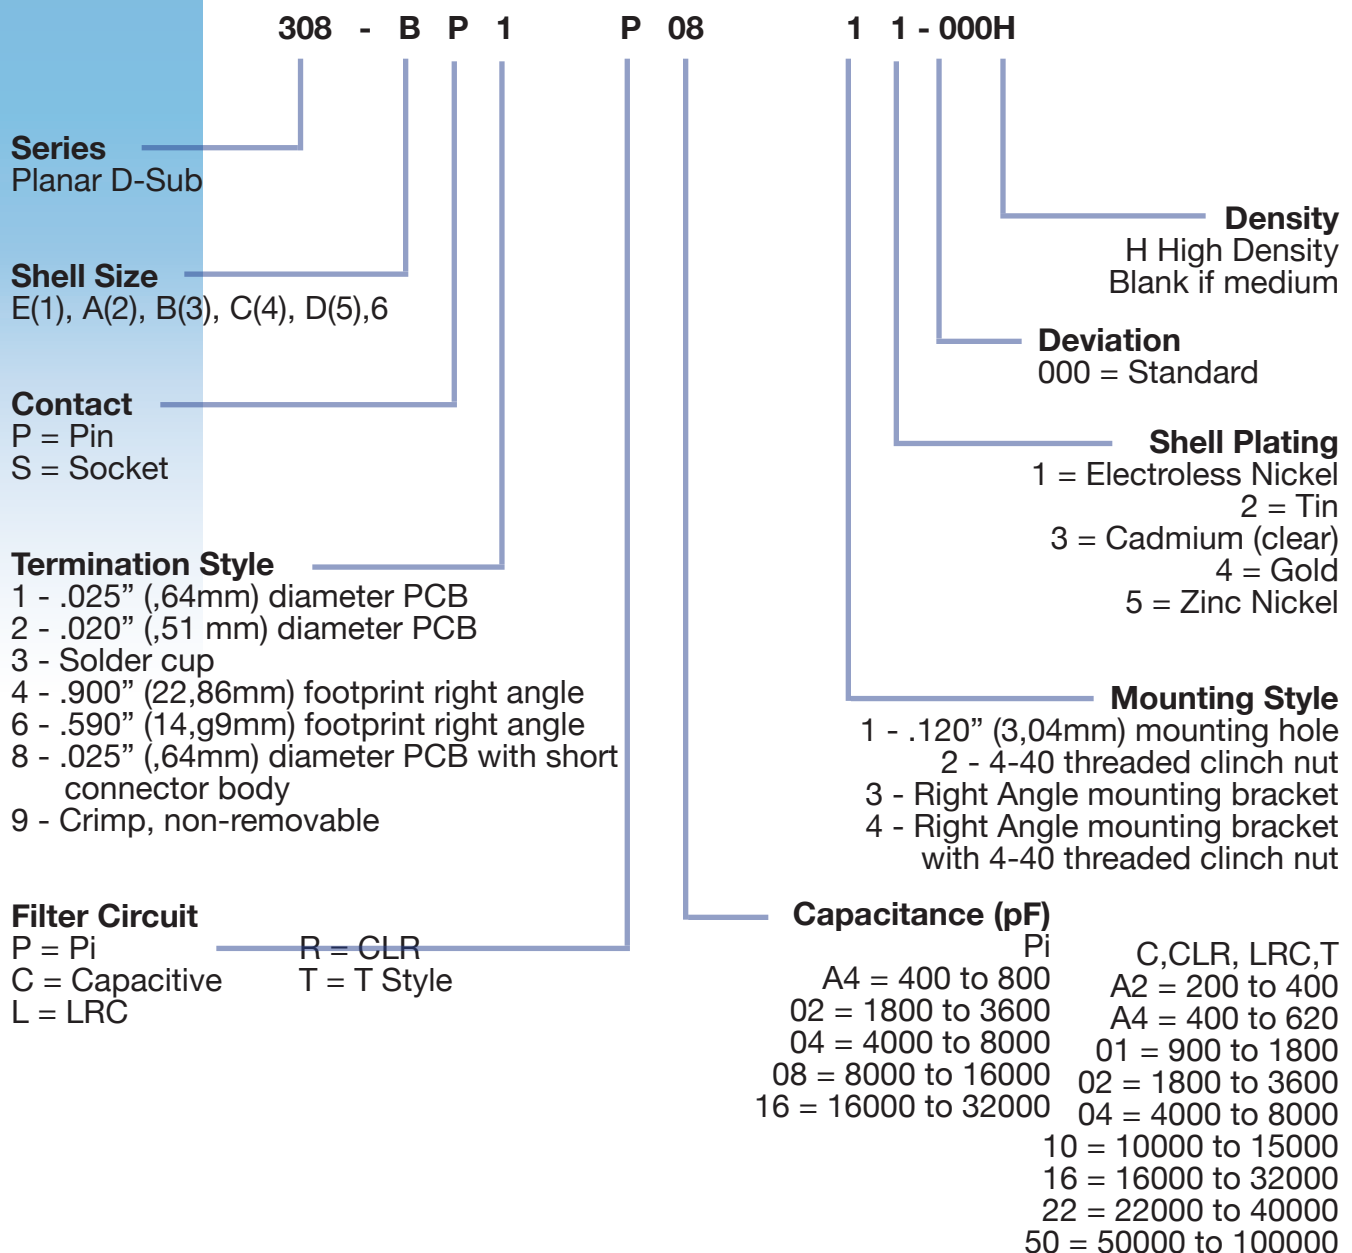 308 - B P 1 P 08 1 1 - 000H
Series
Planar D-Sub
Shell Size
E(1), A(2), B(3), C(4), D(5),6
Contact
P = Pin
S = Socket
Termination Style
1 - .025” (,64mm) diameter PCB
2 - .020” (,51 mm) diameter PCB
3 - Solder cup
4 - .900” (22,86mm) footprint right angle
6 - .590” (14,g9mm) footprint right angle
8 - .025” (,64mm) diameter PCB with short
connector body
9 - Crimp, non-removable
Filter Circuit
P = Pi R = CLR
C = Capacitive T = T Style
L = LRC
Density
H High Density
Blank if medium
Deviation
000 = Standard
Shell Plating
1 = Electroless Nickel
2 = Tin
3 = Cadmium (clear)
4 = Gold
5 = Zinc Nickel
Mounting Style
1 - .120” (3,04mm) mounting hole
2 - 4-40 threaded clinch nut
3 - Right Angle mounting bracket
4 - Right Angle mounting bracket
with 4-40 threaded clinch nut
Capacitance (pF)
Pi
A4 = 400 to 800
02 = 1800 to 3600
04 = 4000 to 8000
08 = 8000 to 16000
16 = 16000 to 32000
C,CLR, LRC,T
A2 = 200 to 400
A4 = 400 to 620
01 = 900 to 1800
02 = 1800 to 3600
04 = 4000 to 8000
10 = 10000 to 15000
16 = 16000 to 32000
22 = 22000 to 40000
50 = 50000 to 100000